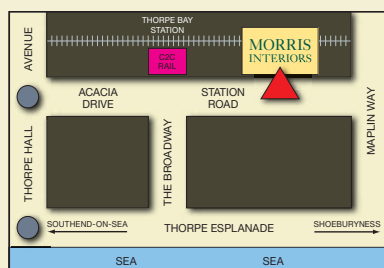 THORPE BAY
STATION
AVENUE
C2C
RAIL
MORRIS
INTERIORS
ACACIA
DRIVE
STATION
ROAD
THORPE HALL
THE BROADWAY
MAPLIN WAY
SOUTHEND-ON-SEA
THORPE ESPLANADE
SHOEBURYNESS
SEA
SEA